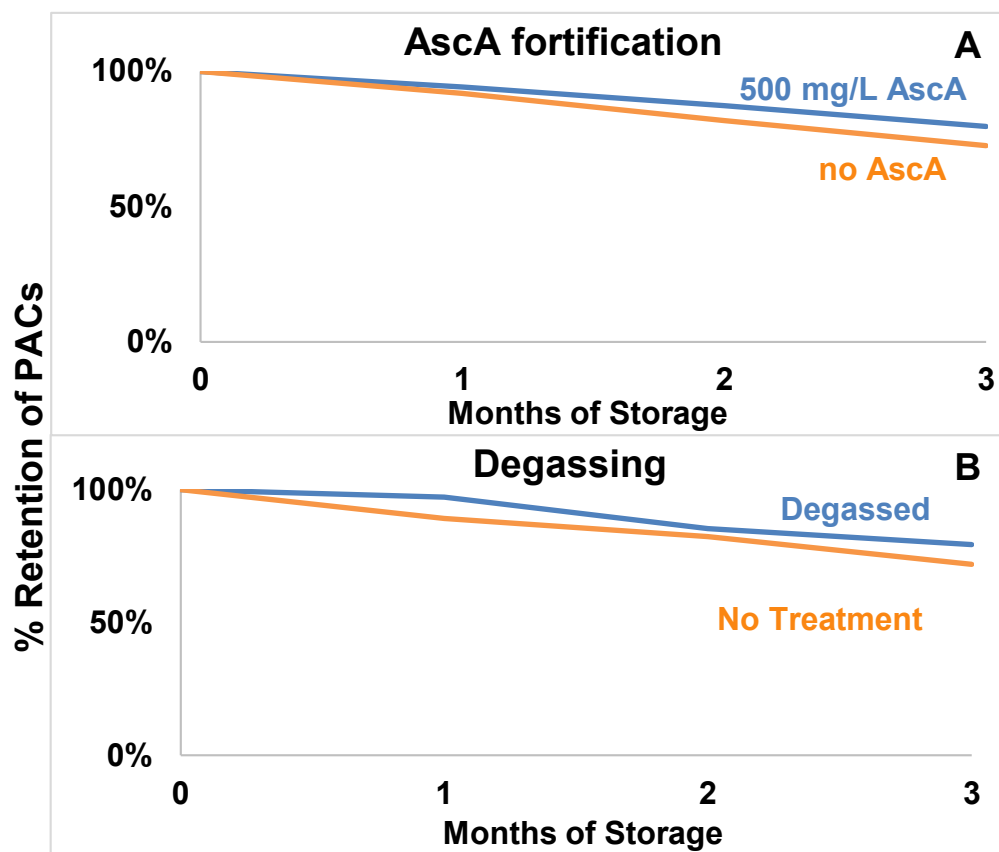 % Retention of PACs
AscA fortification
A
100%
50%
0%
500 mg/L AscA
no AscA
0 1 2 3
Months of Storage
Degassing
B
100%
50%
0%
Degassed
No Treatment
0 1 2 3
Months of Storage